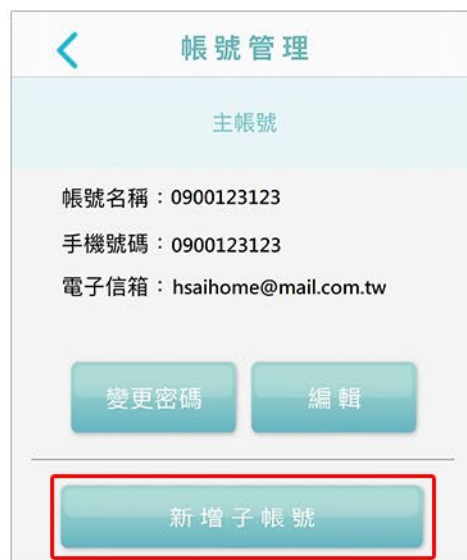 帳號管理
主帳號
帳號名稱：0900123123
手機號碼：0900123123
電子信箱：hsaihome@mail.com.tw
變更密碼 編輯
新增子帳號